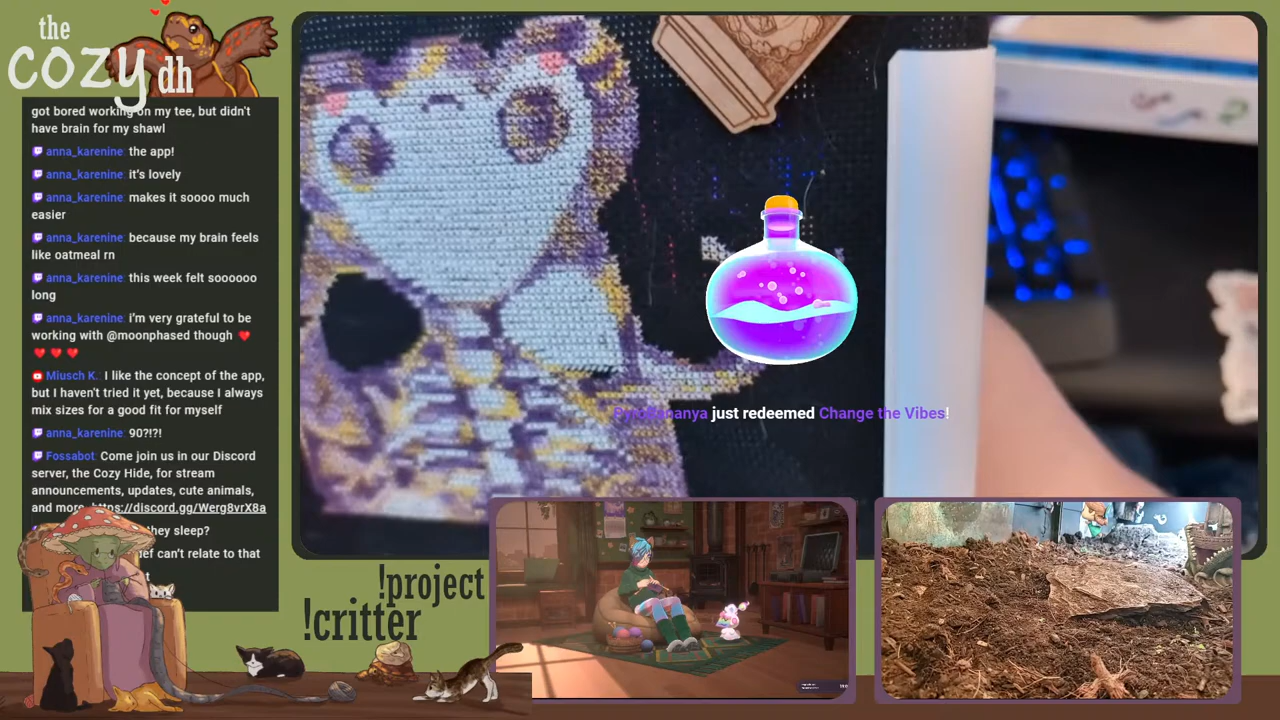 the
cozy dh
got bored working on my tee, but didn't
have brain for my shawl
anna_karenine: the app!
anna_karenine: it's lovely
anna_karenine: makes it soooo much
easier
anna_karenine: because my brain feels
like oatmeal rn
anna_karenine: this week felt soooooo
long
anna_karenine: i'm very grateful to be
working with @moonphased though
Miusch K.: I like the concept of the app,
but I haven't tried it yet, because I always
mix sizes for a good fit for myself
anna_karenine: 90?!?!
Fossabot: Come join us in our Discord
server, the Cozy Hide, for stream
announcements, updates, cute animals,
and more. https://discord.gg/Werg8vrX8a
they sleep?
can't relate to that
just redeemed Change the Vibes!
!project
!critter